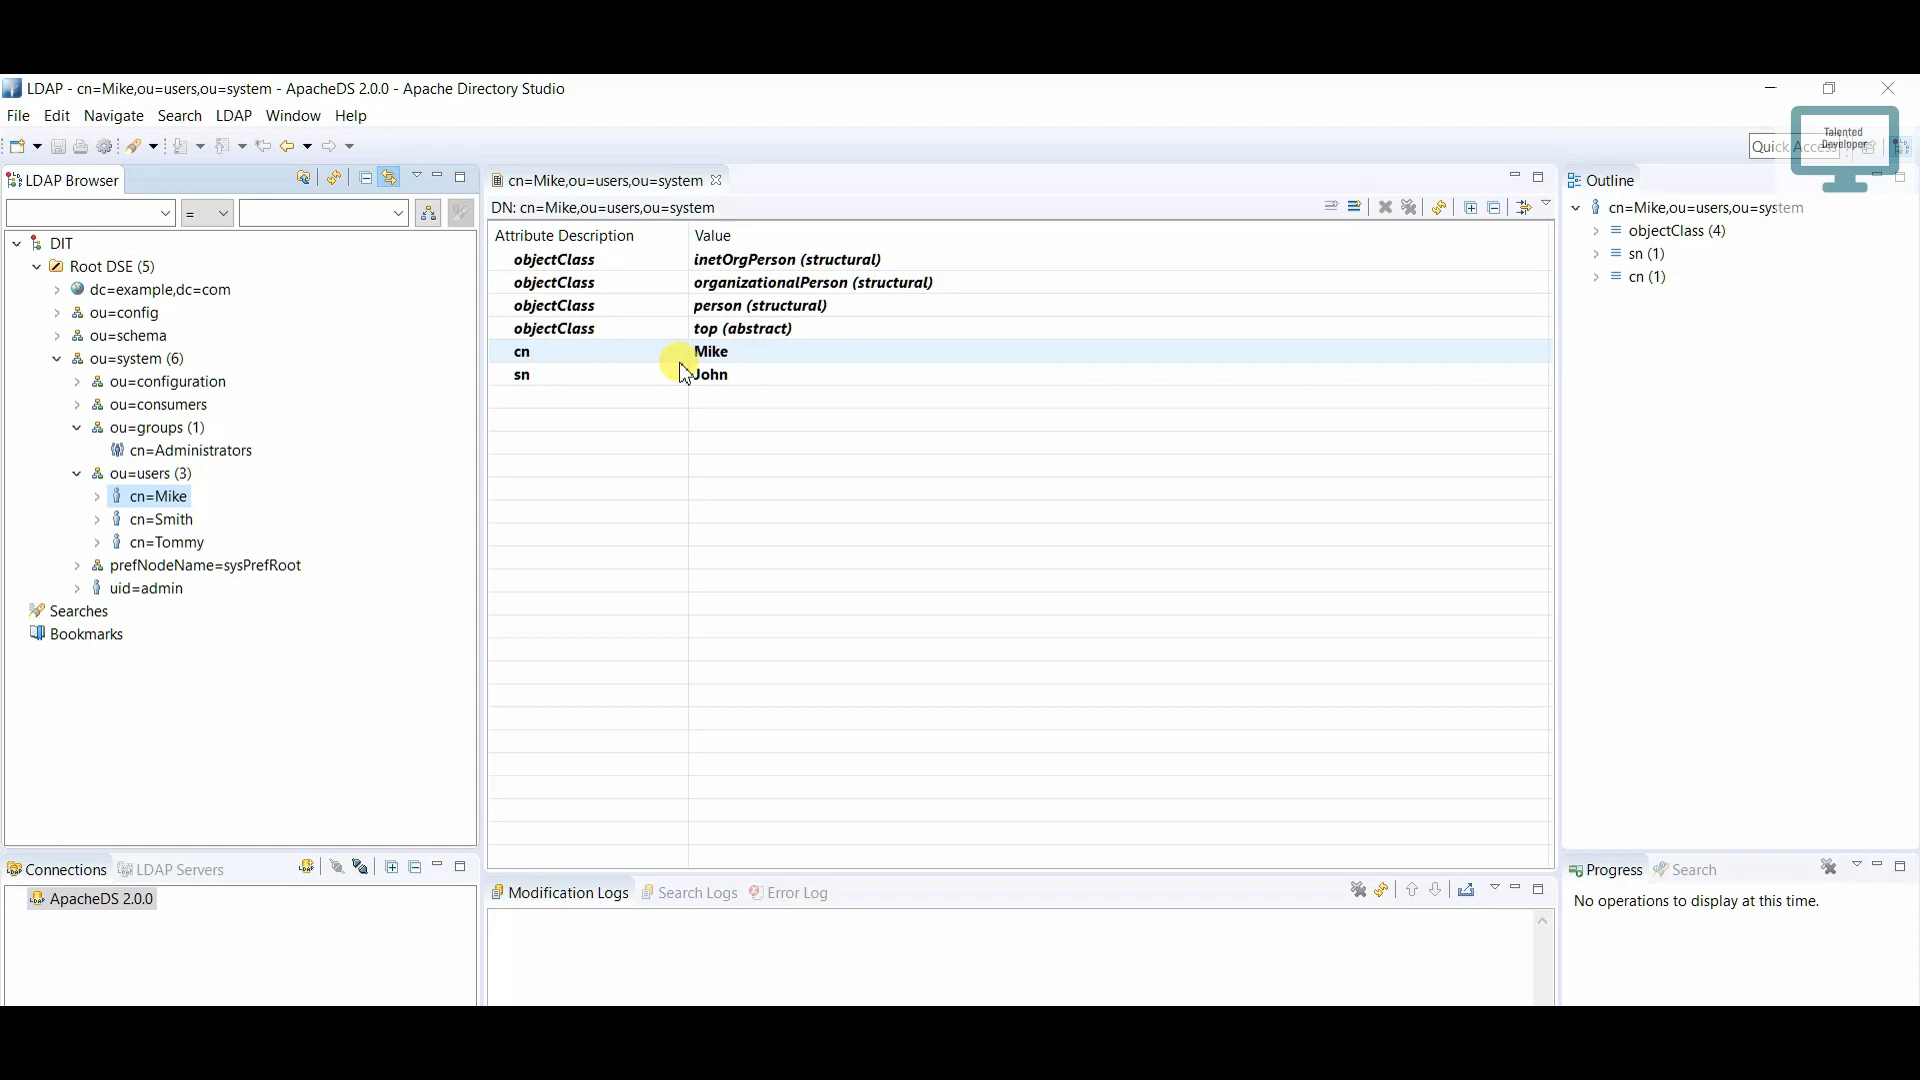 LDAP - cn=Mike,ou=users,ou=system - ApacheDS 2.0.0 - Apache Directory Studio
File Edit Navigate Search LDAP Window Help
Quick Access
Talented
Developer
LDAP Browser
=
DIT
Root DSE (5)
dc=example,dc=com
ou=config
ou=schema
ou=system (6)
ou=configuration
ou=consumers
ou=groups (1)
cn=Administrators
ou=users (3)
cn=Mike
cn=Smith
cn=Tommy
prefNodeName=sysPrefRoot
uid=admin
Searches
Bookmarks
cn=Mike,ou=users,ou=system
DN: cn=Mike,ou=users,ou=system
Attribute Description Value
objectClass inetOrgPerson (structural)
objectClass organizationalPerson (structural)
objectClass person (structural)
objectClass top (abstract)
cn Mike
sn John
Outline
cn=Mike,ou=users,ou=system
objectClass (4)
sn (1)
cn (1)
Connections LDAP Servers
ApacheDS 2.0.0
Modification Logs Search Logs Error Log
Progress Search
No operations to display at this time.